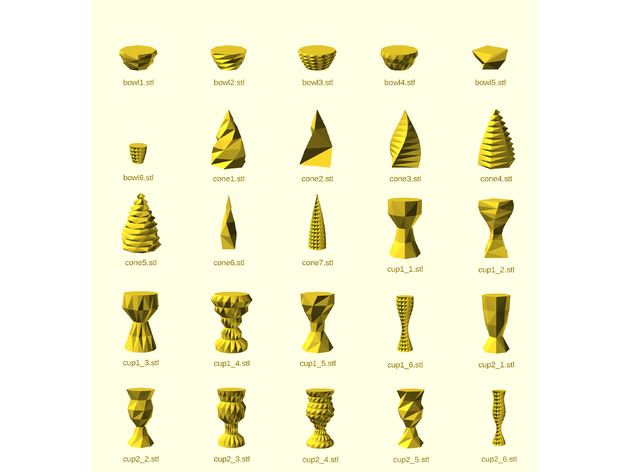 bowl1.stl
bowl2.stl
bowl3.stl
bowl4.stl
bowl5.stl
bowl6.stl
cone1.stl
cone2.stl
cone3.stl
cone4.stl
cone5.stl
cone6.stl
cone7.stl
cup1_1.stl
cup1_2.stl
cup1_3.stl
cup1_4.stl
cup1_5.stl
cup1_6.stl
cup2_1.stl
cup2_2.stl
cup2_3.stl
cup2_4.stl
cup2_5.stl
cup2_6.stl